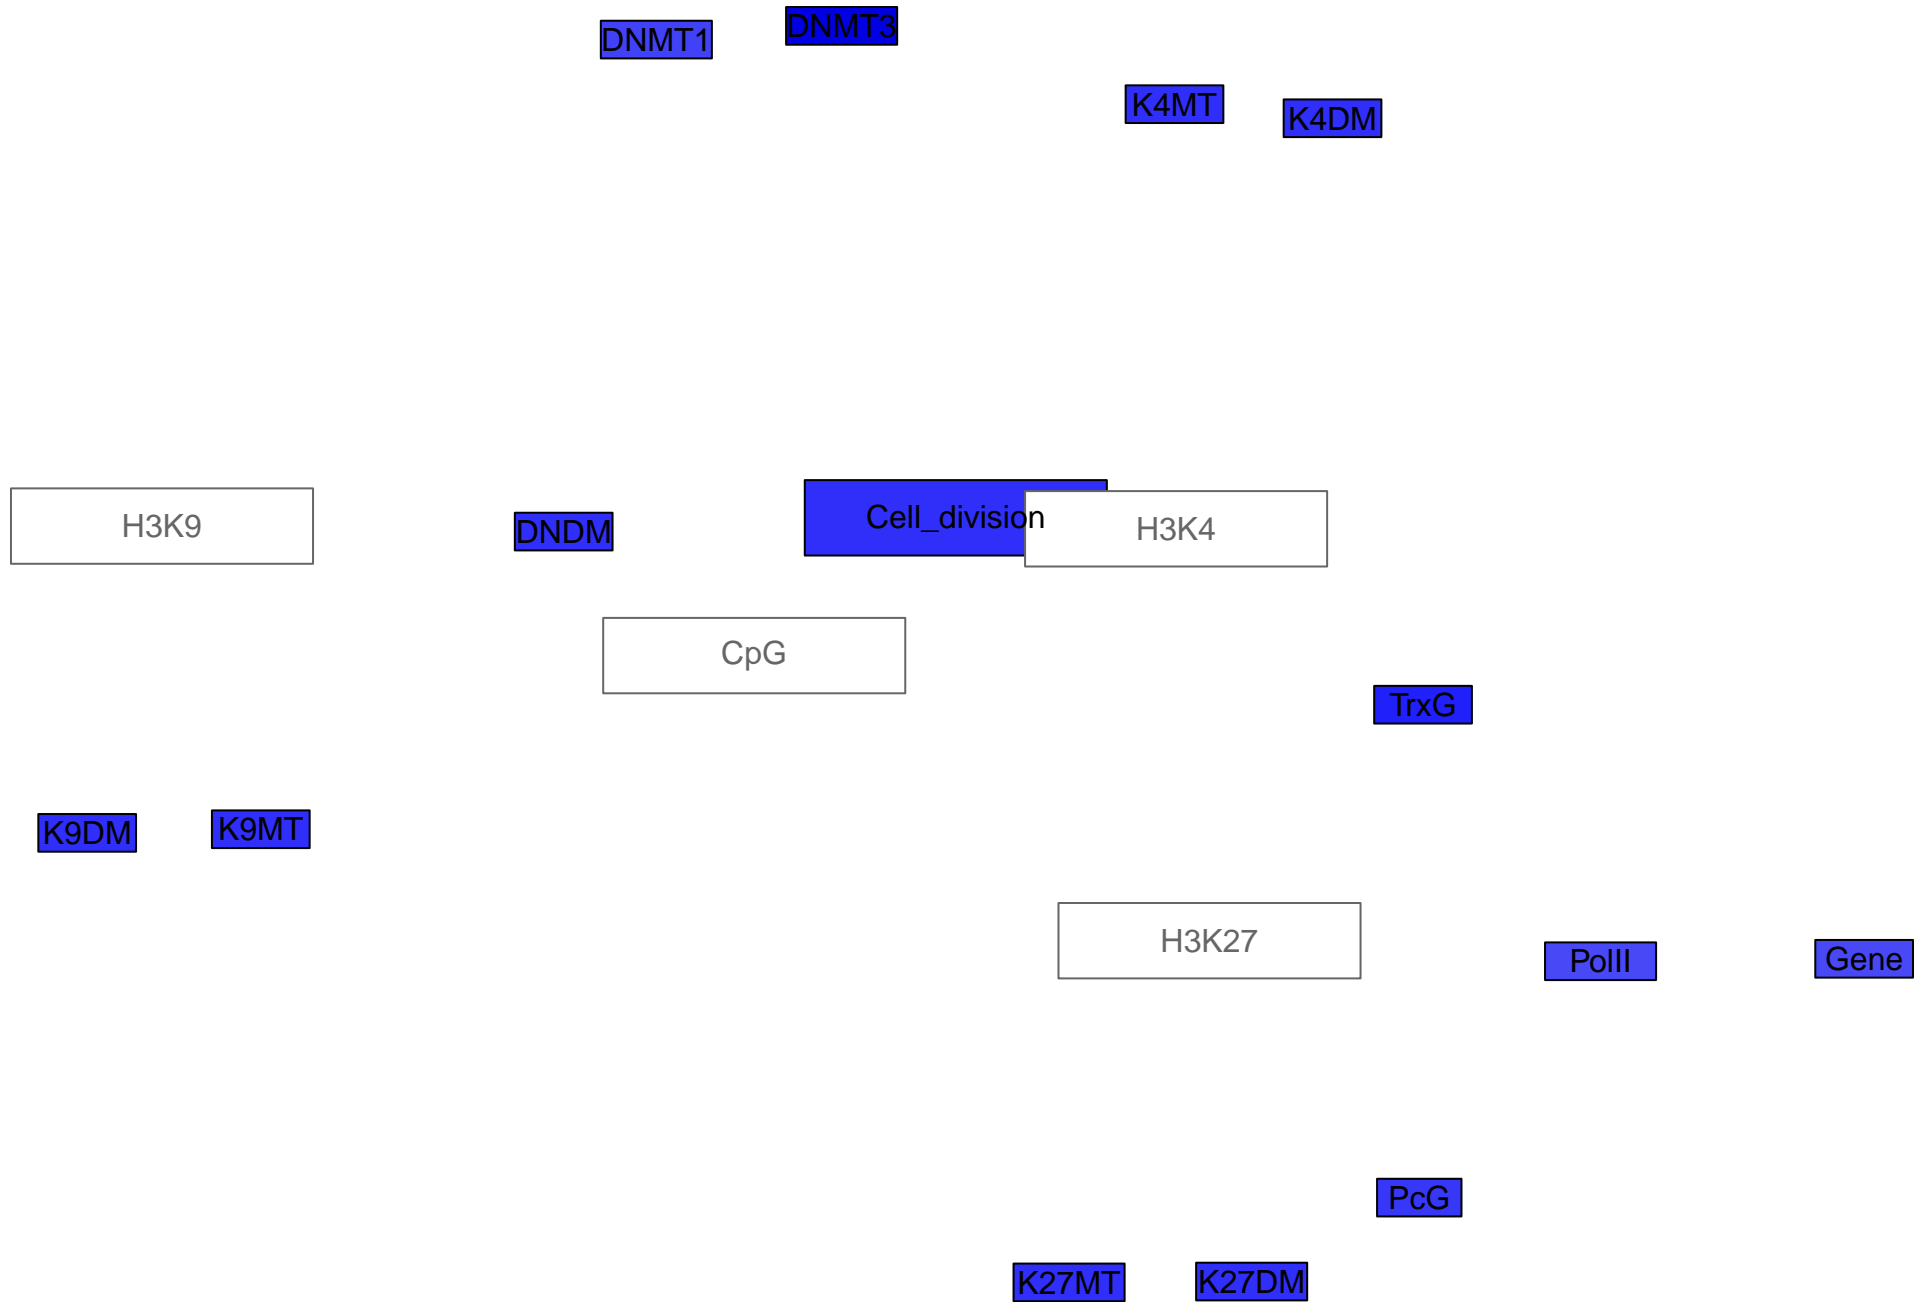 DNMT1
DNMT3
K4MT
K4DM
H3K9
DNDM
Cell_division
H3K4
CpG
TrxG
K9DM
K9MT
H3K27
PolII
Gene
PcG
K27MT
K27DM